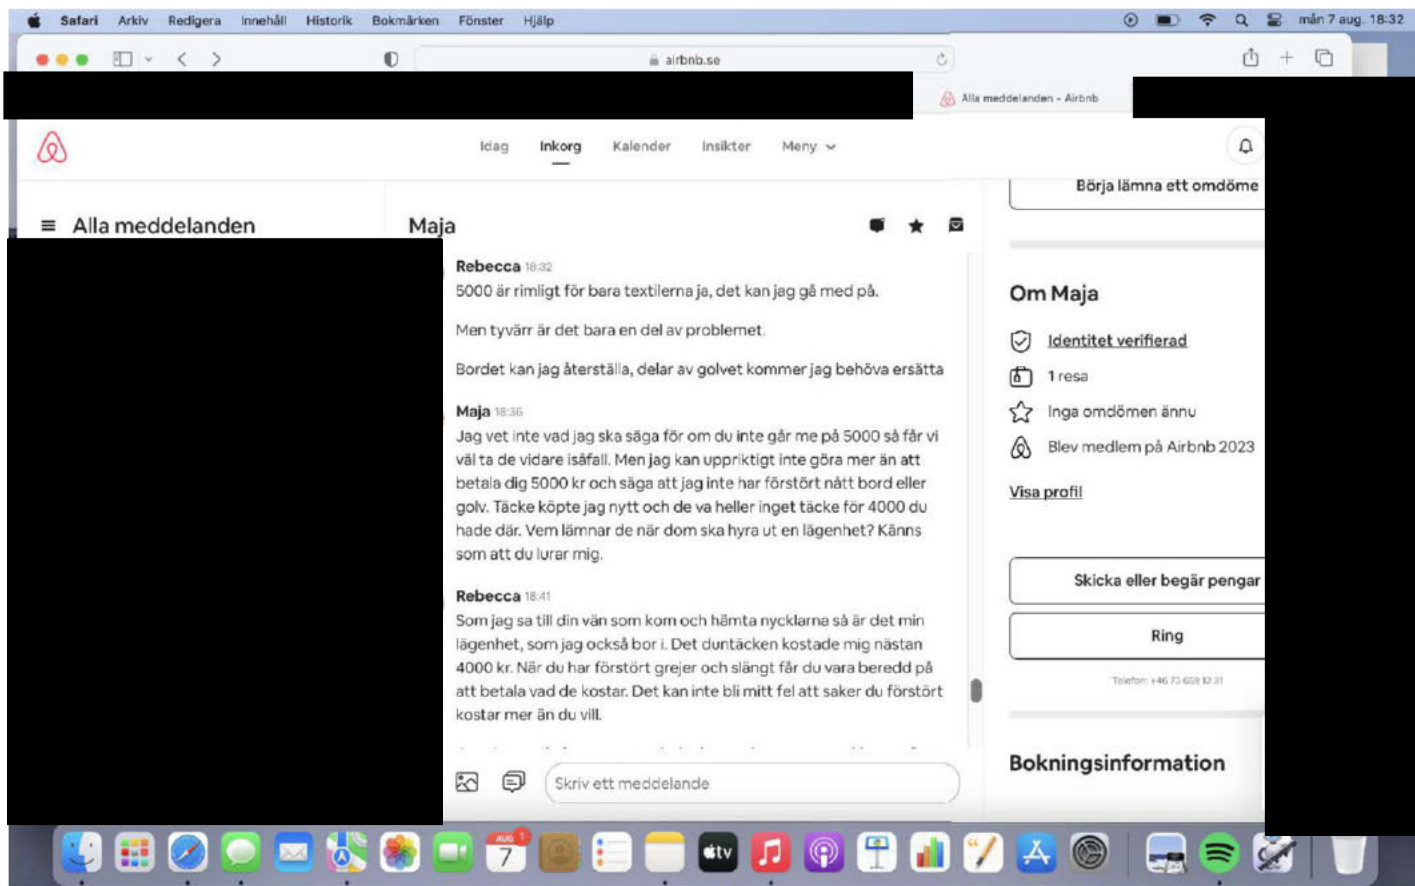 Safari Arkiv Redigera Innehåll Historik Bokmärken Fönster Hjälp mån 7 aug. 18:32
airbnb.se
Alla meddelanden - Airbnb
Idag Inkorg Kalender Insikter Meny
Börja lämna ett omdöme
Alla meddelanden
Maja
Rebecca 18:32
5000 är rimligt för bara textilerna ja, det kan jag gå med på.
Men tyvärr är det bara en del av problemet.
Bordet kan jag återställa, delar av golvet kommer jag behöva ersätta
Maja 18:36
Jag vet inte vad jag ska säga för om du inte går me på 5000 så får vi
väl ta de vidare isåfall. Men jag kan uppriktigt inte göra mer än att
betala dig 5000 kr och säga att jag inte har förstört nått bord eller
golv. Täcke köpte jag nytt och de va heller inget täcke för 4000 du
hade där. Vem lämnar de när dom ska hyra ut en lägenhet? Känns
som att du lurar mig.
Rebecca 18:41
Som jag sa till din vän som kom och hämta nycklarna så är det min
lägenhet, som jag också bor i. Det duntäcken kostade mig nästan
4000 kr. När du har förstört grejer och slängt får du vara beredd på
att betala vad de kostar. Det kan inte bli mitt fel att saker du förstört
kostar mer än du vill.
Skriv ett meddelande
Om Maja
Identitet verifierad
1 resa
Inga omdömen ännu
Blev medlem på Airbnb 2023
Visa profil
Skicka eller begär pengar
Ring
Telefon: +46 73 659 12 31
Bokningsinformation
AUG 1
7
tv